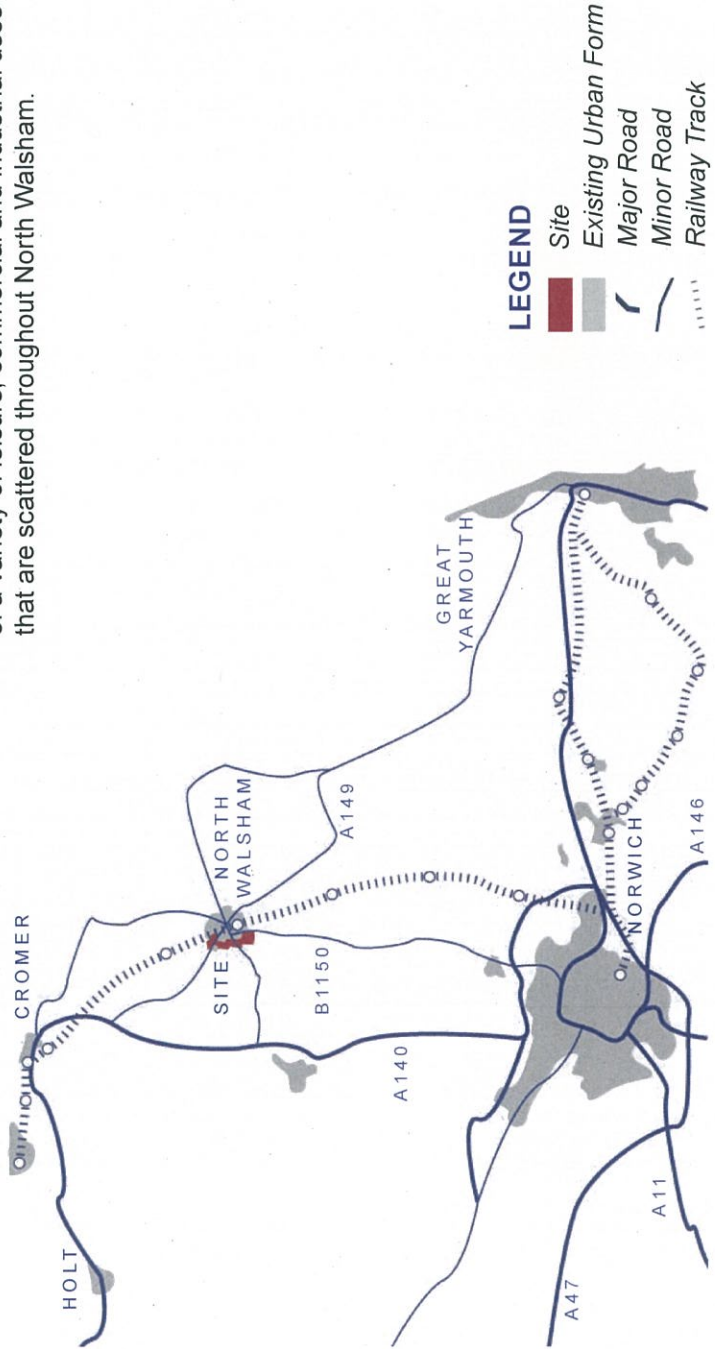 that are scattered throughout North Walsham.
CROMER
HOLT
SITE
NORTH
WALSHAM
B1150
A149
A140
GREAT
YARMOUTH
NORWICH
A146
A47
A11
LEGEND
Site
Existing Urban Form
Major Road
Minor Road
Railway Track